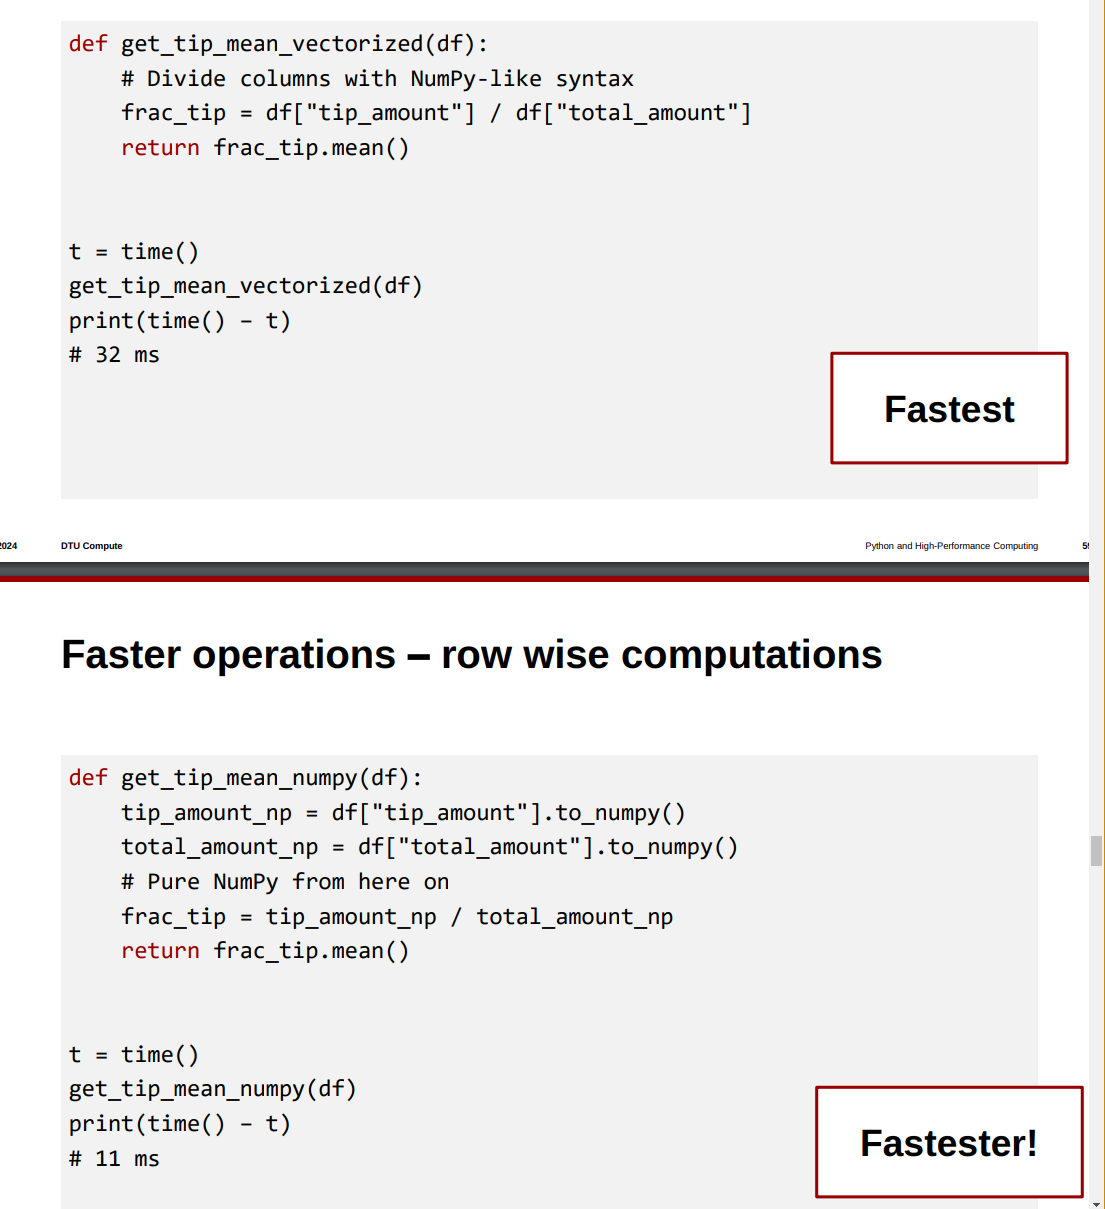 def get_tip_mean_vectorized(df):
    # Divide columns with NumPy-like syntax
    frac_tip = df["tip_amount"] / df["total_amount"]
    return frac_tip.mean()
t = time()
get_tip_mean_vectorized(df)
print(time() – t)
# 32 ms
Fastest
2024 DTU Compute Python and High-Performance Computing
Faster operations – row wise computations
def get_tip_mean_numpy(df):
    tip_amount_np = df["tip_amount"].to_numpy()
    total_amount_np = df["total_amount"].to_numpy()
    # Pure NumPy from here on
    frac_tip = tip_amount_np / total_amount_np
    return frac_tip.mean()
t = time()
get_tip_mean_numpy(df)
print(time() – t)
# 11 ms
Fastester!